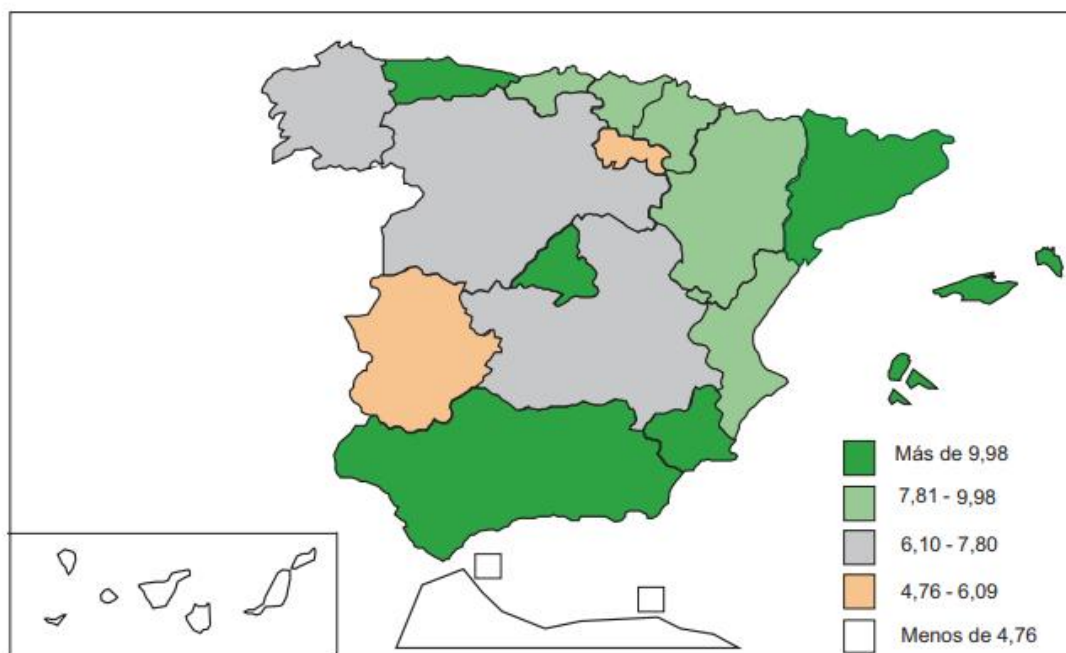 Más de 9,98
7,81 - 9,98
6,10 - 7,80
4,76 - 6,09
Menos de 4,76